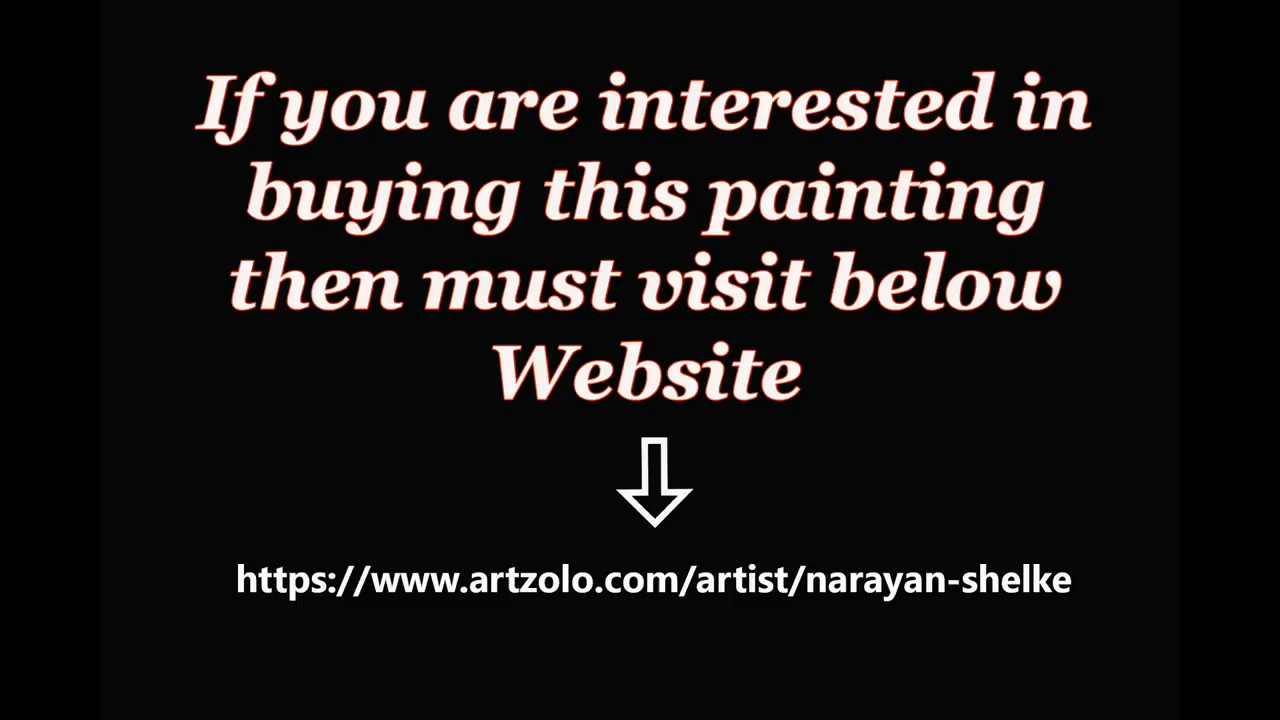 If you are interested in
buying this painting
then must visit below
Website
https://www.artzolo.com/artist/narayan-shelke